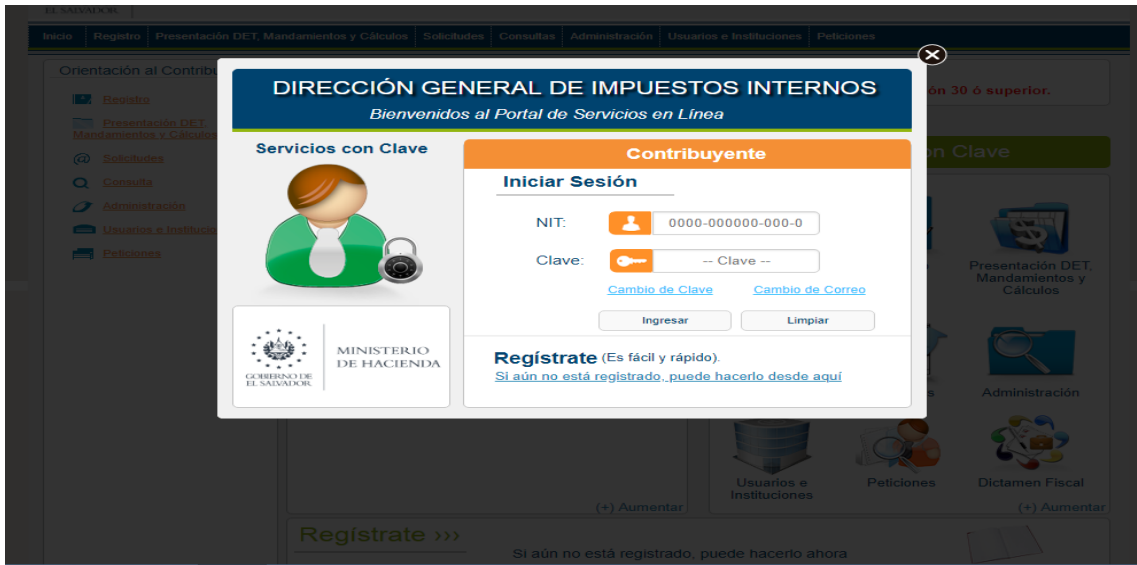 EL SALVADOR
Inicio Registro Presentación DET, Mandamientos y Cálculos Solicitudes Consultas Administración Usuarios e Instituciones Peticiones
Orientación al Contribu
Registro
Presentación DET,
Mandamientos y Cálculos
Solicitudes
Consulta
Administración
Usuarios e Institucio
Peticiones
DIRECCIÓN GENERAL DE IMPUESTOS INTERNOS
Bienvenidos al Portal de Servicios en Línea
Servicios con Clave
Contribuyente
Iniciar Sesión
NIT:
0000-000000-000-0
Clave:
-- Clave --
Cambio de Clave Cambio de Correo
Ingresar Limpiar
Regístrate (Es fácil y rápido).
Si aún no está registrado, puede hacerlo desde aquí
GOBIERNO DE
EL SALVADOR
MINISTERIO
DE HACIENDA
ón 30 ó superior.
on Clave
Presentación DET,
Mandamientos y
Cálculos
s
Administración
Usuarios e
Instituciones
Peticiones
Dictamen Fiscal
(+) Aumentar
(+) Aumentar
Regístrate ›››
Si aún no está registrado, puede hacerlo ahora